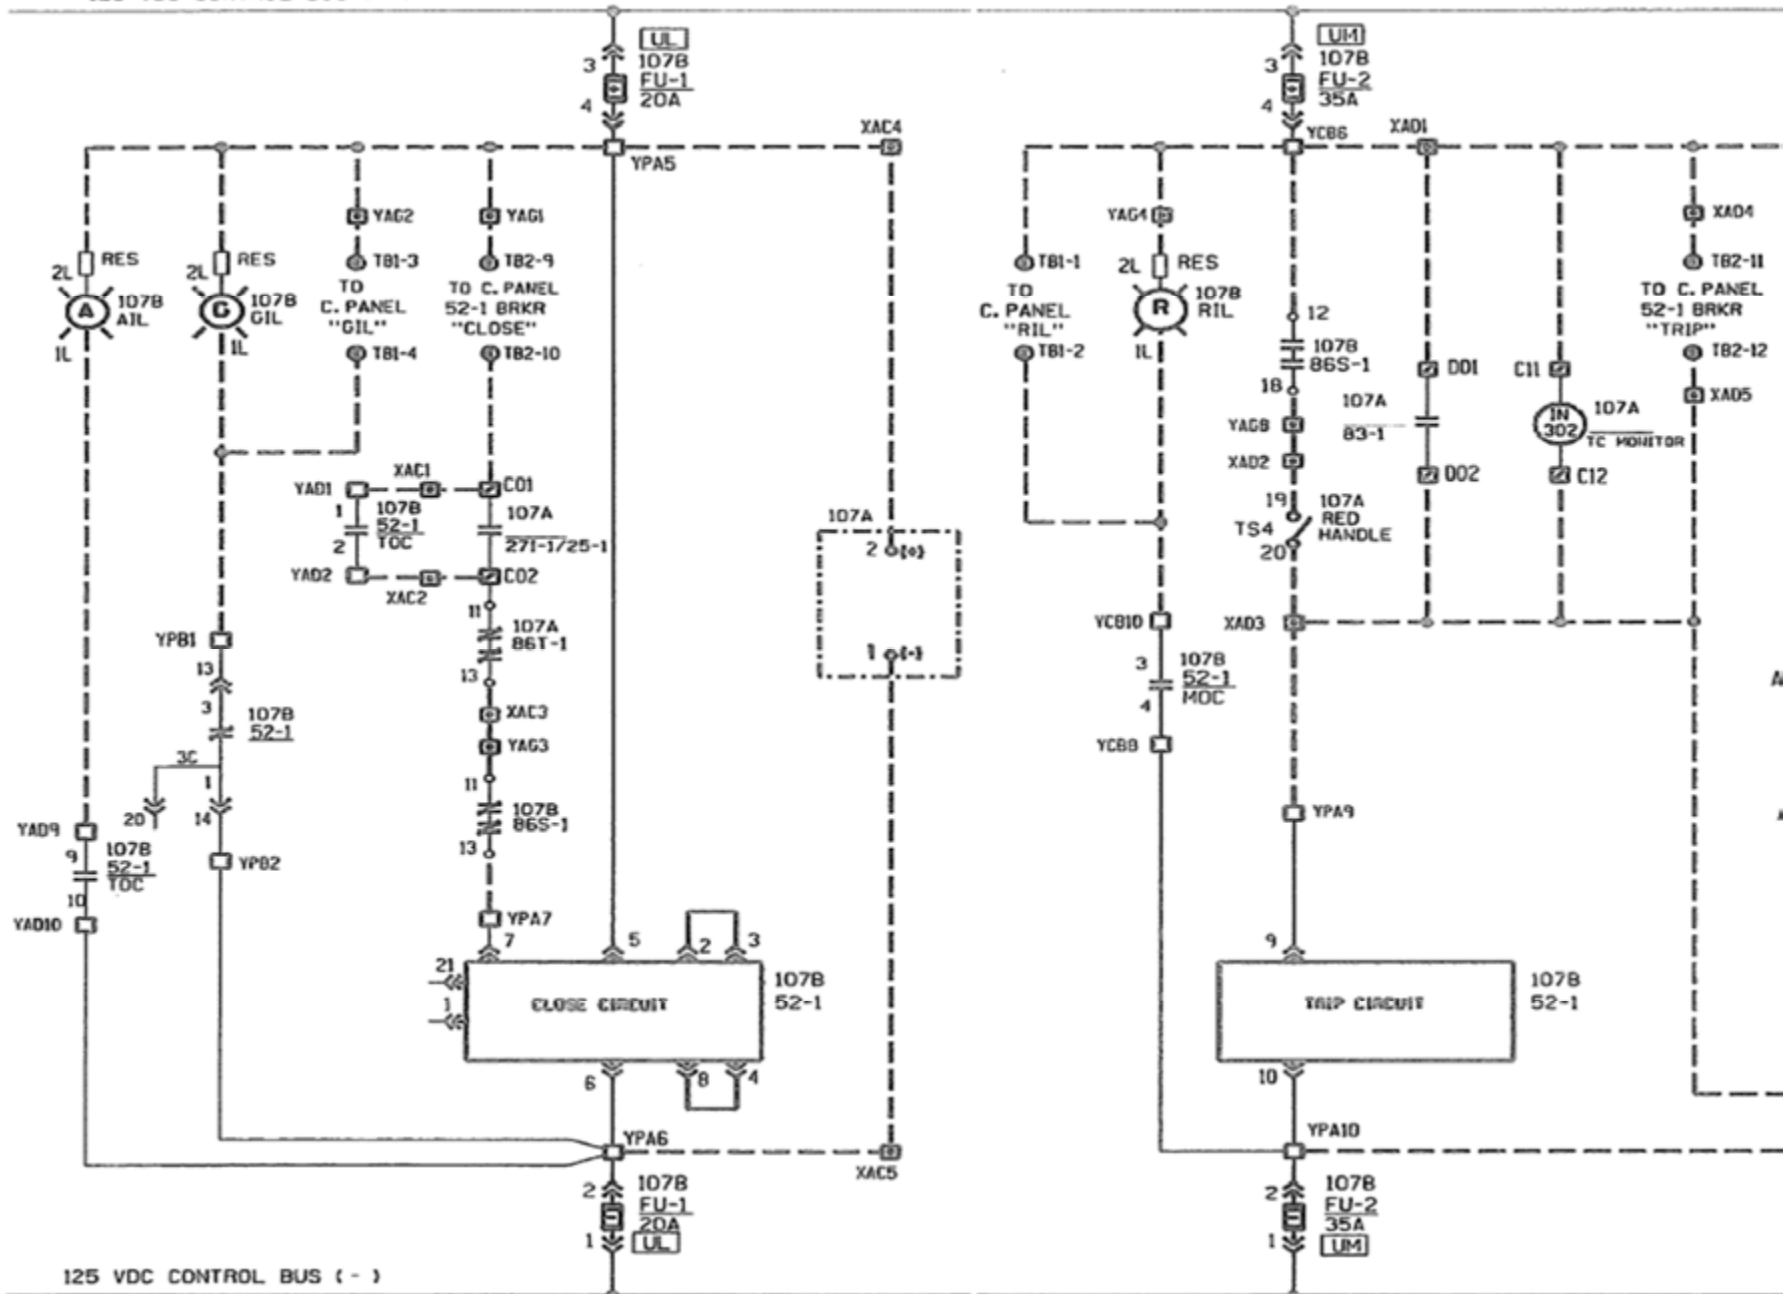 UL
107B
FU-1
20A
3
4
UM
107B
FU-2
35A
3
4
XAC4
YPA5
YCB6
XAD1
YAG2
YAG1
YAG4
XAD4
RES
2L
A
107B
AIL
1L
RES
2L
G
107B
GIL
1L
TB1-3
TO
C. PANEL
"GIL"
TB1-4
TB2-9
TO C. PANEL
52-1 BRKR
"CLOSE"
TB2-10
TB1-1
TO
C. PANEL
"RIL"
TB1-2
2L
RES
R
107B
RIL
1L
12
107B
86S-1
18
YAG8
XAD2
19
TS4
20
107A
RED
HANDLE
DO1
107A
83-1
DO2
C11
IN
302
107A
TC MONITOR
C12
TB2-11
TO C. PANEL
52-1 BRKR
"TRIP"
TB2-12
XAD5
XAC1
YAD1
CO1
1
107B
52-1
TOC
2
107A
27I-1/25-1
YAD2
XAC2
CO2
11
107A
86T-1
13
XAC3
YAG3
11
107B
86S-1
13
YPA7
7
5
2
3
107A
2
(+)
1
(-)
YPB1
13
3
107B
52-1
3C
1
20
14
YPB2
YAD9
9
107B
52-1
TOC
10
YAD10
21
1
CLOSE CIRCUIT
107B
52-1
6
8
4
YPA6
XAC5
2
107B
FU-1
20A
1
UL
YCB10
3
107B
52-1
MOC
4
XAD3
YPA9
9
TRIP CIRCUIT
107B
52-1
10
YPA10
2
107B
FU-2
35A
1
UM
125 VDC CONTROL BUS ( - )